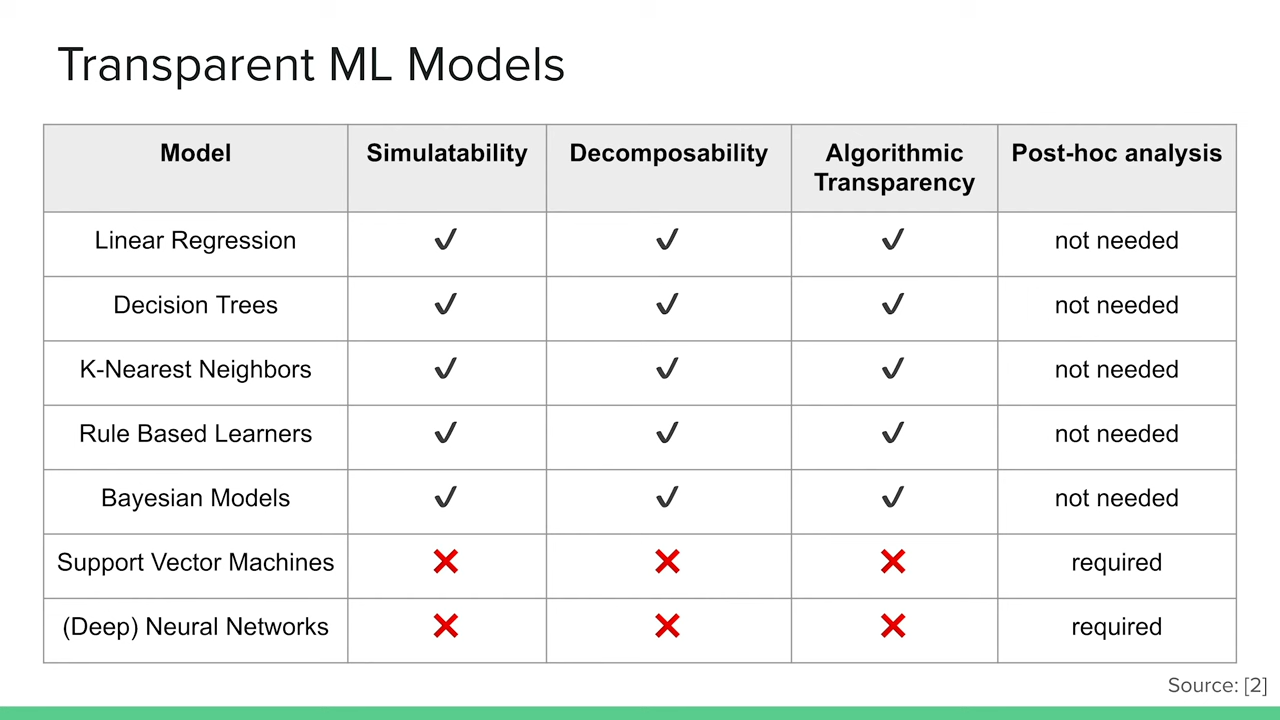 Transparent ML Models
Model Simulatability Decomposability Algorithmic Transparency Post-hoc analysis
Linear Regression ✓ ✓ ✓ not needed
Decision Trees ✓ ✓ ✓ not needed
K-Nearest Neighbors ✓ ✓ ✓ not needed
Rule Based Learners ✓ ✓ ✓ not needed
Bayesian Models ✓ ✓ ✓ not needed
Support Vector Machines ✗ ✗ ✗ required
(Deep) Neural Networks ✗ ✗ ✗ required
Source: [2]